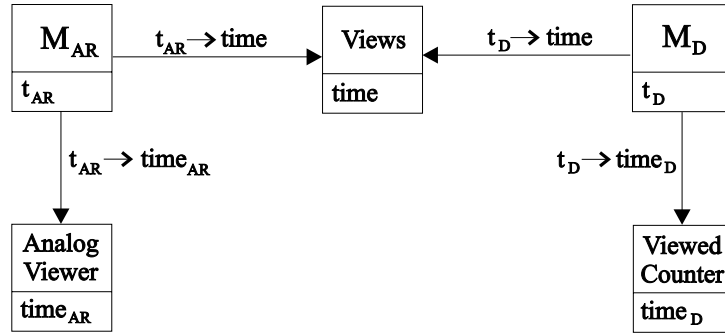 M_AR
t_AR → time
Views
t_D → time
M_D
t_AR
time
t_D
t_AR → time_AR
t_D → time_D
Analog
Viewer
Viewed
Counter
time_AR
time_D